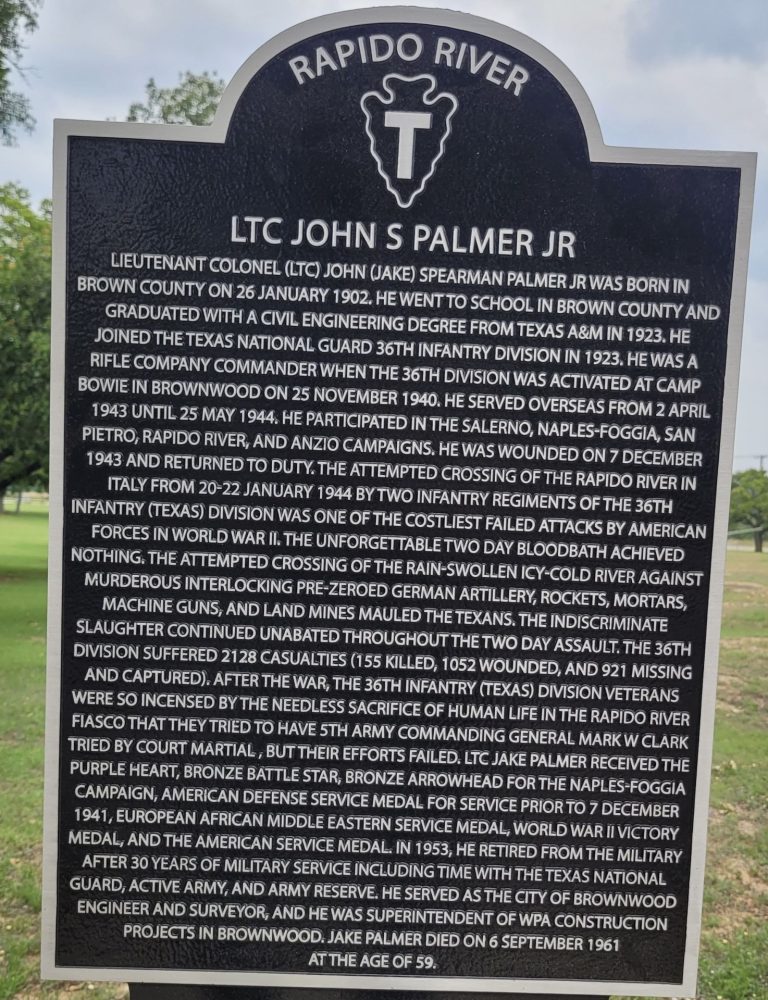 RAPIDO RIVER
T
LTC JOHN S PALMER JR
LIEUTENANT COLONEL (LTC) JOHN (JAKE) SPEARMAN PALMER JR WAS BORN IN
BROWN COUNTY ON 26 JANUARY 1902. HE WENT TO SCHOOL IN BROWN COUNTY AND
GRADUATED WITH A CIVIL ENGINEERING DEGREE FROM TEXAS A&M IN 1923. HE
JOINED THE TEXAS NATIONAL GUARD 36TH INFANTRY DIVISION IN 1923. HE WAS A
RIFLE COMPANY COMMANDER WHEN THE 36TH DIVISION WAS ACTIVATED AT CAMP
BOWIE IN BROWNWOOD ON 25 NOVEMBER 1940. HE SERVED OVERSEAS FROM 2 APRIL
1943 UNTIL 25 MAY 1944. HE PARTICIPATED IN THE SALERNO, NAPLES-FOGGIA, SAN
PIETRO, RAPIDO RIVER, AND ANZIO CAMPAIGNS. HE WAS WOUNDED ON 7 DECEMBER
1943 AND RETURNED TO DUTY. THE ATTEMPTED CROSSING OF THE RAPIDO RIVER IN
ITALY FROM 20-22 JANUARY 1944 BY TWO INFANTRY REGIMENTS OF THE 36TH
INFANTRY (TEXAS) DIVISION WAS ONE OF THE COSTLIEST FAILED ATTACKS BY AMERICAN
FORCES IN WORLD WAR II. THE UNFORGETTABLE TWO DAY BLOODBATH ACHIEVED
NOTHING. THE ATTEMPTED CROSSING OF THE RAIN-SWOLLEN ICY-COLD RIVER AGAINST
MURDEROUS INTERLOCKING PRE-ZEROED GERMAN ARTILLERY, ROCKETS, MORTARS,
MACHINE GUNS, AND LAND MINES MAULED THE TEXANS. THE INDISCRIMINATE
SLAUGHTER CONTINUED UNABATED THROUGHOUT THE TWO DAY ASSAULT. THE 36TH
DIVISION SUFFERED 2128 CASUALTIES (155 KILLED, 1052 WOUNDED, AND 921 MISSING
AND CAPTURED). AFTER THE WAR, THE 36TH INFANTRY (TEXAS) DIVISION VETERANS
WERE SO INCENSED BY THE NEEDLESS SACRIFICE OF HUMAN LIFE IN THE RAPIDO RIVER
FIASCO THAT THEY TRIED TO HAVE 5TH ARMY COMMANDING GENERAL MARK W CLARK
TRIED BY COURT MARTIAL , BUT THEIR EFFORTS FAILED. LTC JAKE PALMER RECEIVED THE
PURPLE HEART, BRONZE BATTLE STAR, BRONZE ARROWHEAD FOR THE NAPLES-FOGGIA
CAMPAIGN, AMERICAN DEFENSE SERVICE MEDAL FOR SERVICE PRIOR TO 7 DECEMBER
1941, EUROPEAN AFRICAN MIDDLE EASTERN SERVICE MEDAL, WORLD WAR II VICTORY
MEDAL, AND THE AMERICAN SERVICE MEDAL. IN 1953, HE RETIRED FROM THE MILITARY
AFTER 30 YEARS OF MILITARY SERVICE INCLUDING TIME WITH THE TEXAS NATIONAL
GUARD, ACTIVE ARMY, AND ARMY RESERVE. HE SERVED AS THE CITY OF BROWNWOOD
ENGINEER AND SURVEYOR, AND HE WAS SUPERINTENDENT OF WPA CONSTRUCTION
PROJECTS IN BROWNWOOD. JAKE PALMER DIED ON 6 SEPTEMBER 1961
AT THE AGE OF 59.